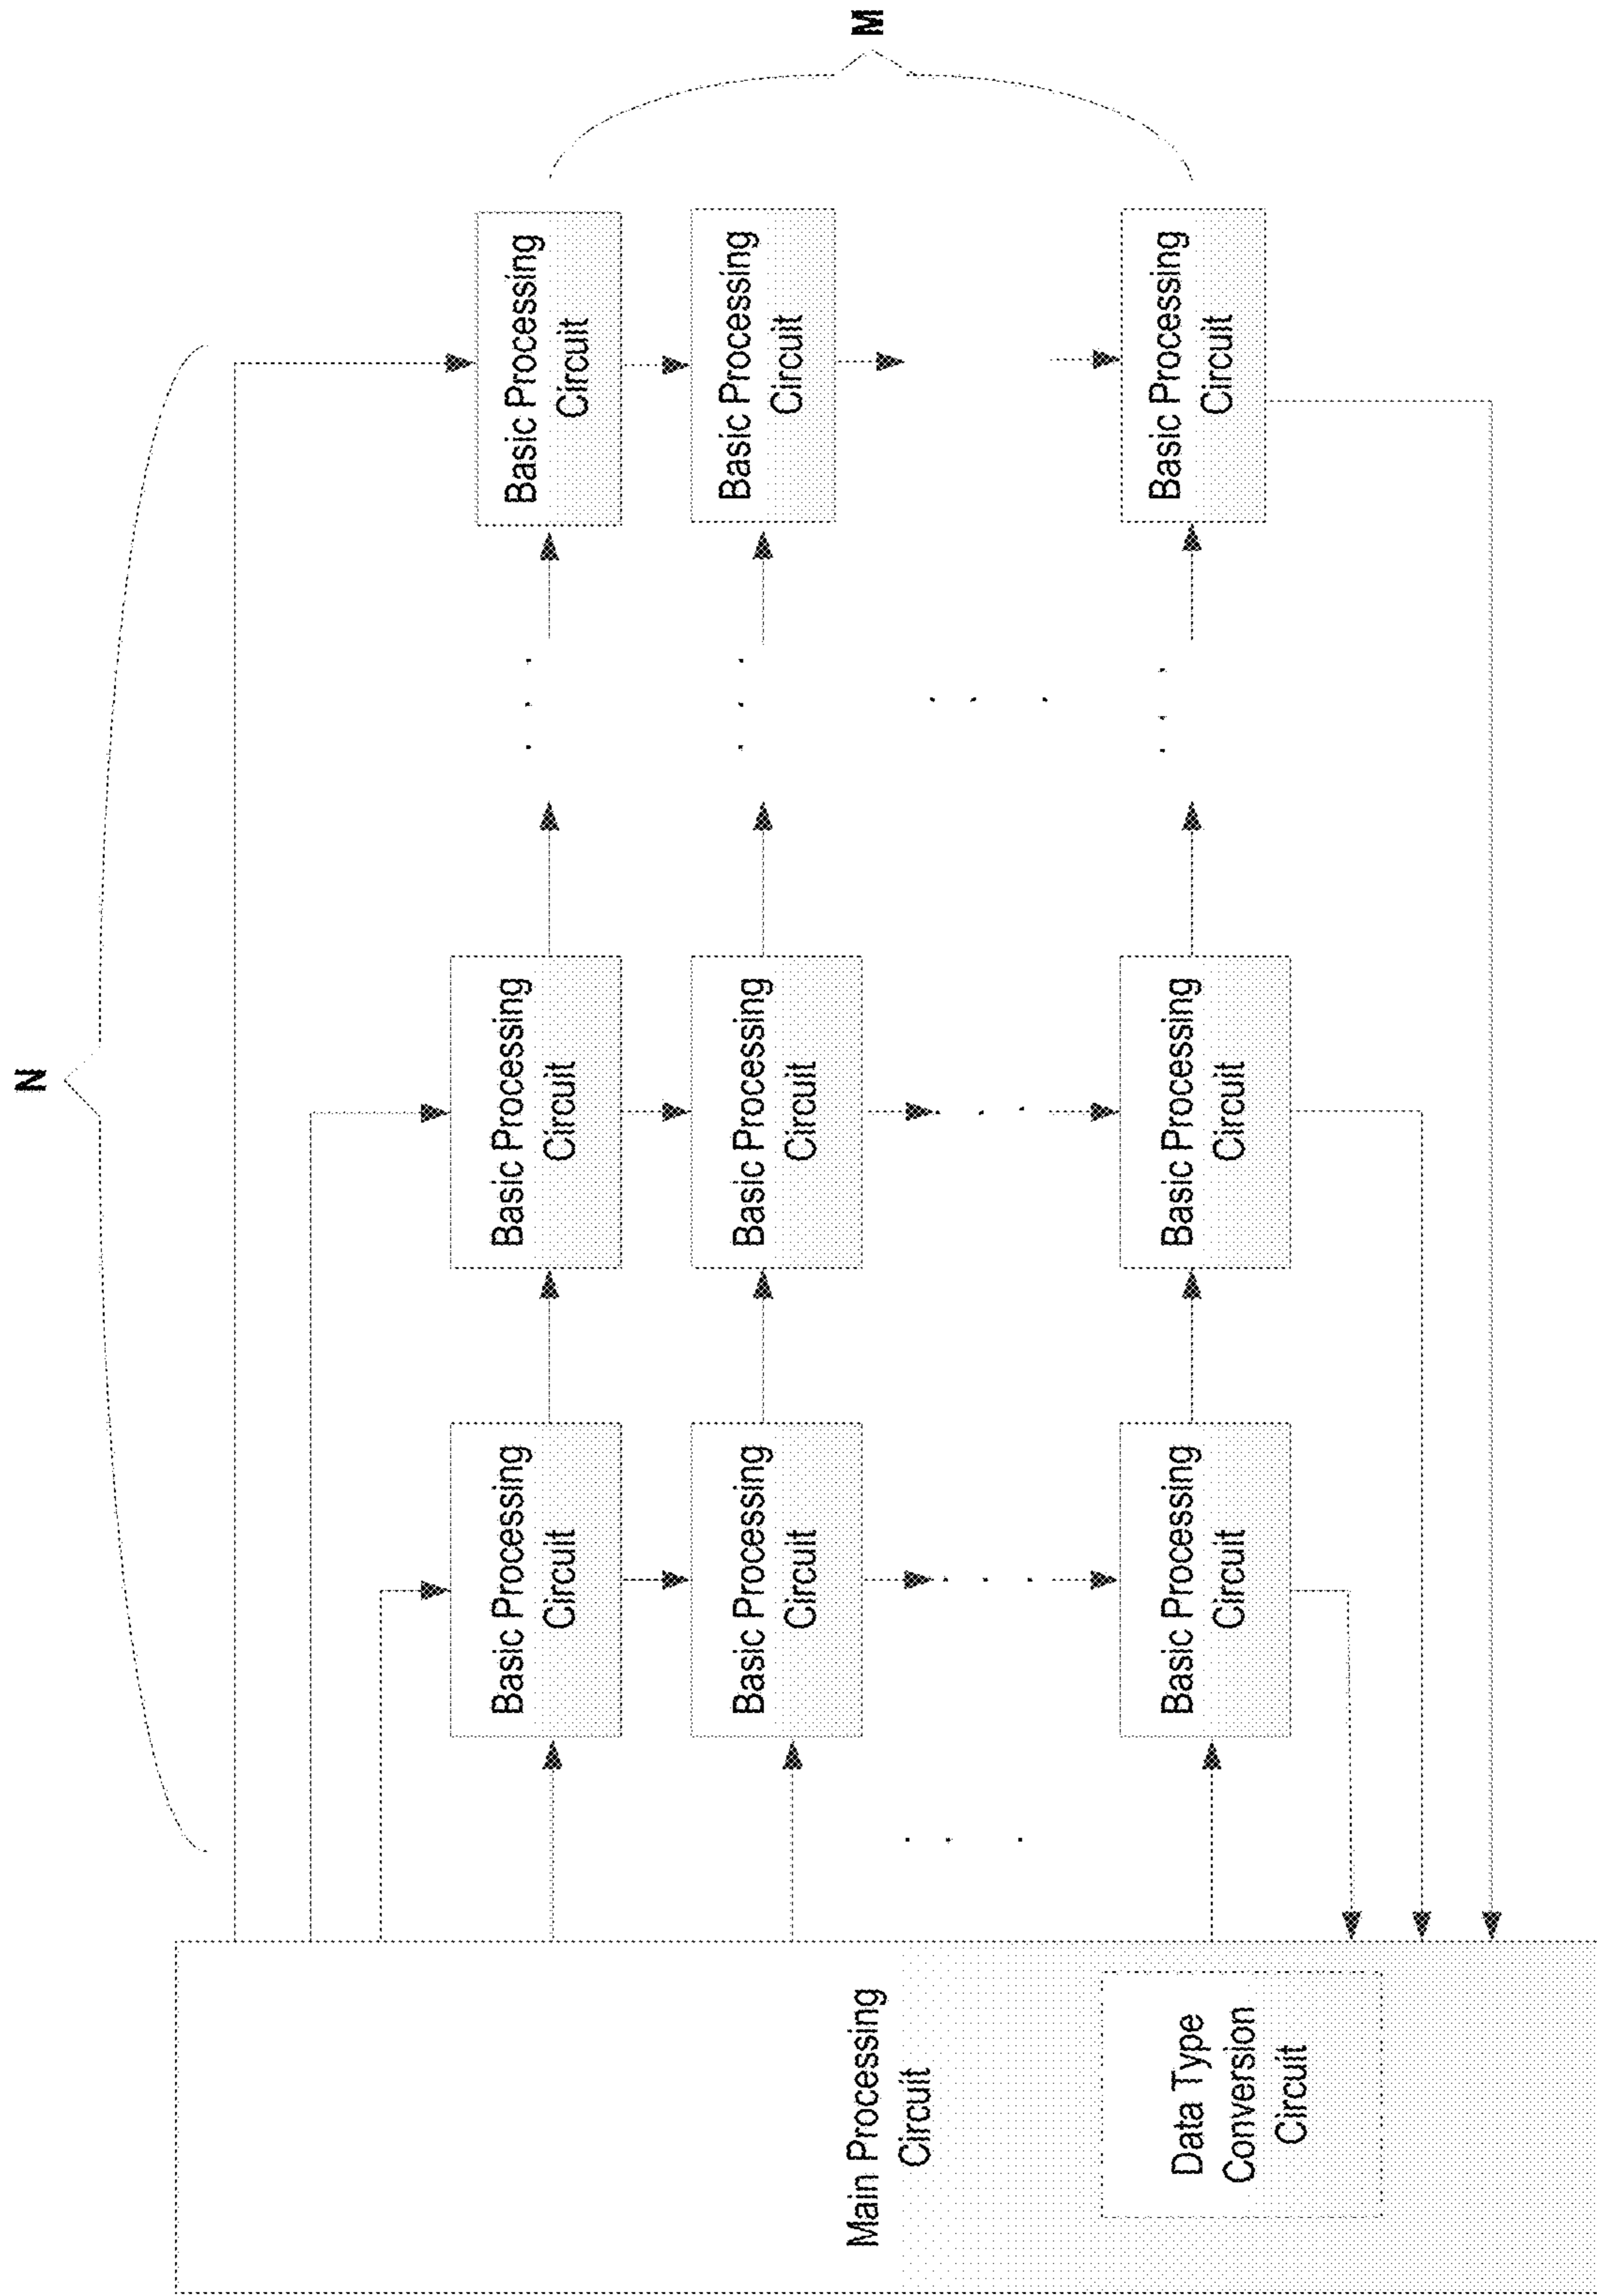 N
M
Main Processing
Circuit
Data Type
Conversion
Circuit
Basic Processing
Circuit
Basic Processing
Circuit
Basic Processing
Circuit
Basic Processing
Circuit
Basic Processing
Circuit
Basic Processing
Circuit
Basic Processing
Circuit
Basic Processing
Circuit
Basic Processing
Circuit